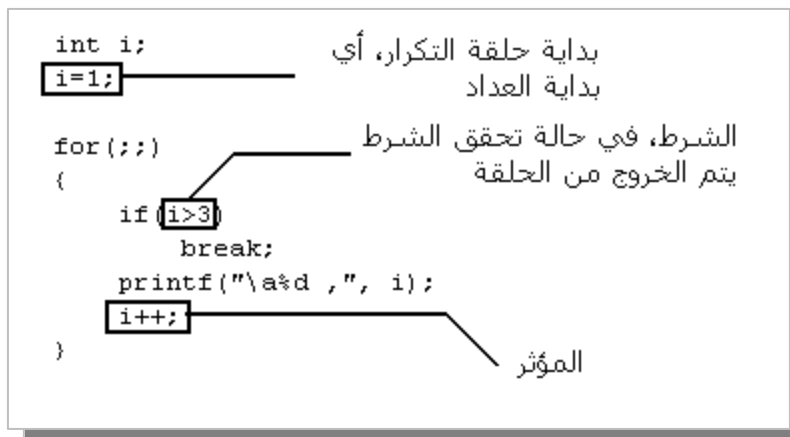 int i;
بداية حلقة التكرار، أي
i=1;
بداية العداد
الشرط، في حالة تحقق الشرط
for(;;)
يتم الخروج من الحلقة
{
if(i>3)
break;
printf("\a%d ,", i);
i++;
}
المؤثر